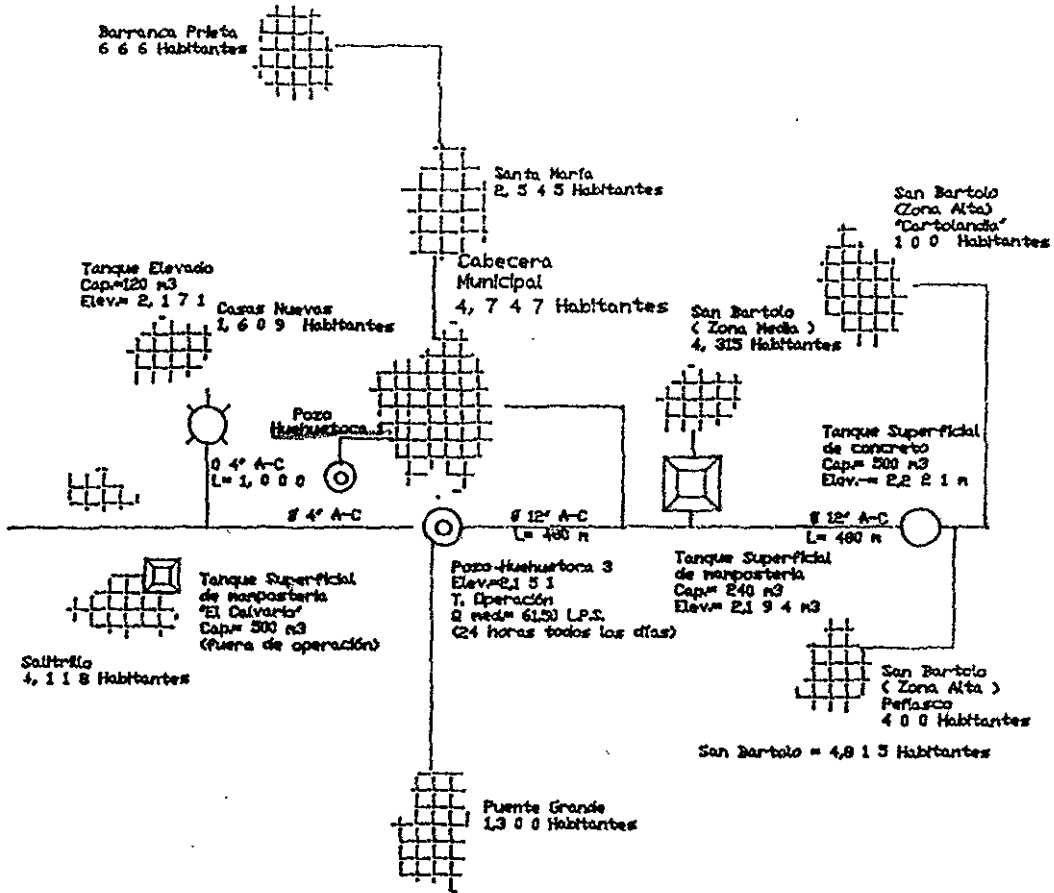 Barranca Prieta
6 6 6 Habitantes
Santa María
2, 5 4 5 Habitantes
San Bartolo
(Zona Alta)
"Cartolandia"
1 0 0 Habitantes
Cabecera
Municipal
4, 7 4 7 Habitantes
Tanque Elevado
Cap.=120 m3
Elev.= 2, 1 7 1
Casas Nuevas
1, 6 0 9 Habitantes
San Bartolo
( Zona Media )
4, 315 Habitantes
Pozo
Huehuetoca
Ø 4" A-C
L= 1, 0 0 0
Tanque Superficial
de concreto
Cap.= 500 m3
Elev.-= 2,2 2 1 m
Ø 4" A-C
Ø 12" A-C
L= 460 m
Ø 12" A-C
L= 460 m
Pozo-Huehuetoca 3
Elev.=2,1 5 1
T. Operación
Q med.= 61.50 L.P.S.
(24 horas todos los días)
Tanque Superficial
de mampostería
Cap.= 240 m3
Elev.= 2,1 9 4 m3
Tanque Superficial
de mampostería
"El Calvario"
Cap.= 500 m3
(fuera de operación)
Salitrillo
4, 1 1 8 Habitantes
San Bartolo
( Zona Alta )
Peñasco
4 0 0 Habitantes
San Bartolo = 4,8 1 5 Habitantes
Puente Grande
1,3 0 0 Habitantes